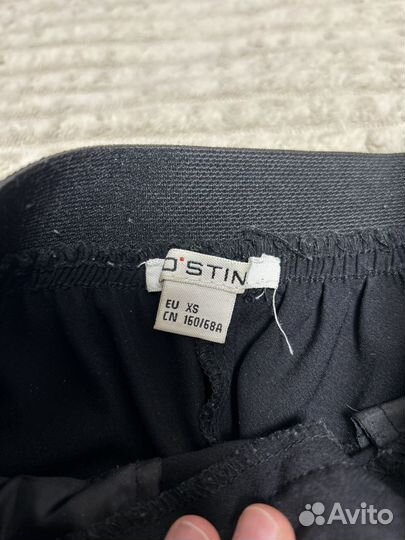 O'STIN
EU XS
CN 160/68A
Avito